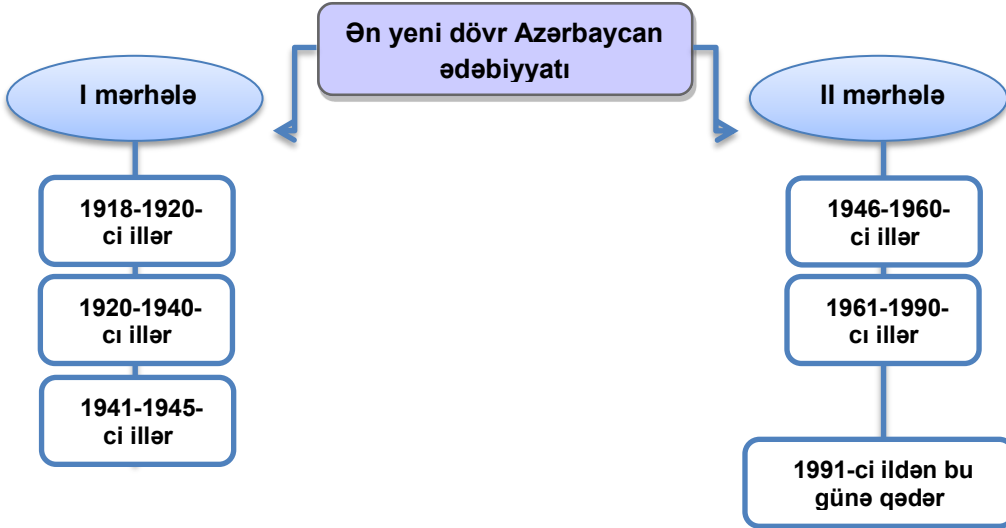 Ən yeni dövr Azərbaycan
ədəbiyyatı
I mərhələ
1918-1920-
ci illər
1920-1940-
cı illər
1941-1945-
ci illər
II mərhələ
1946-1960-
ci illər
1961-1990-
cı illər
1991-ci ildən bu
günə qədər